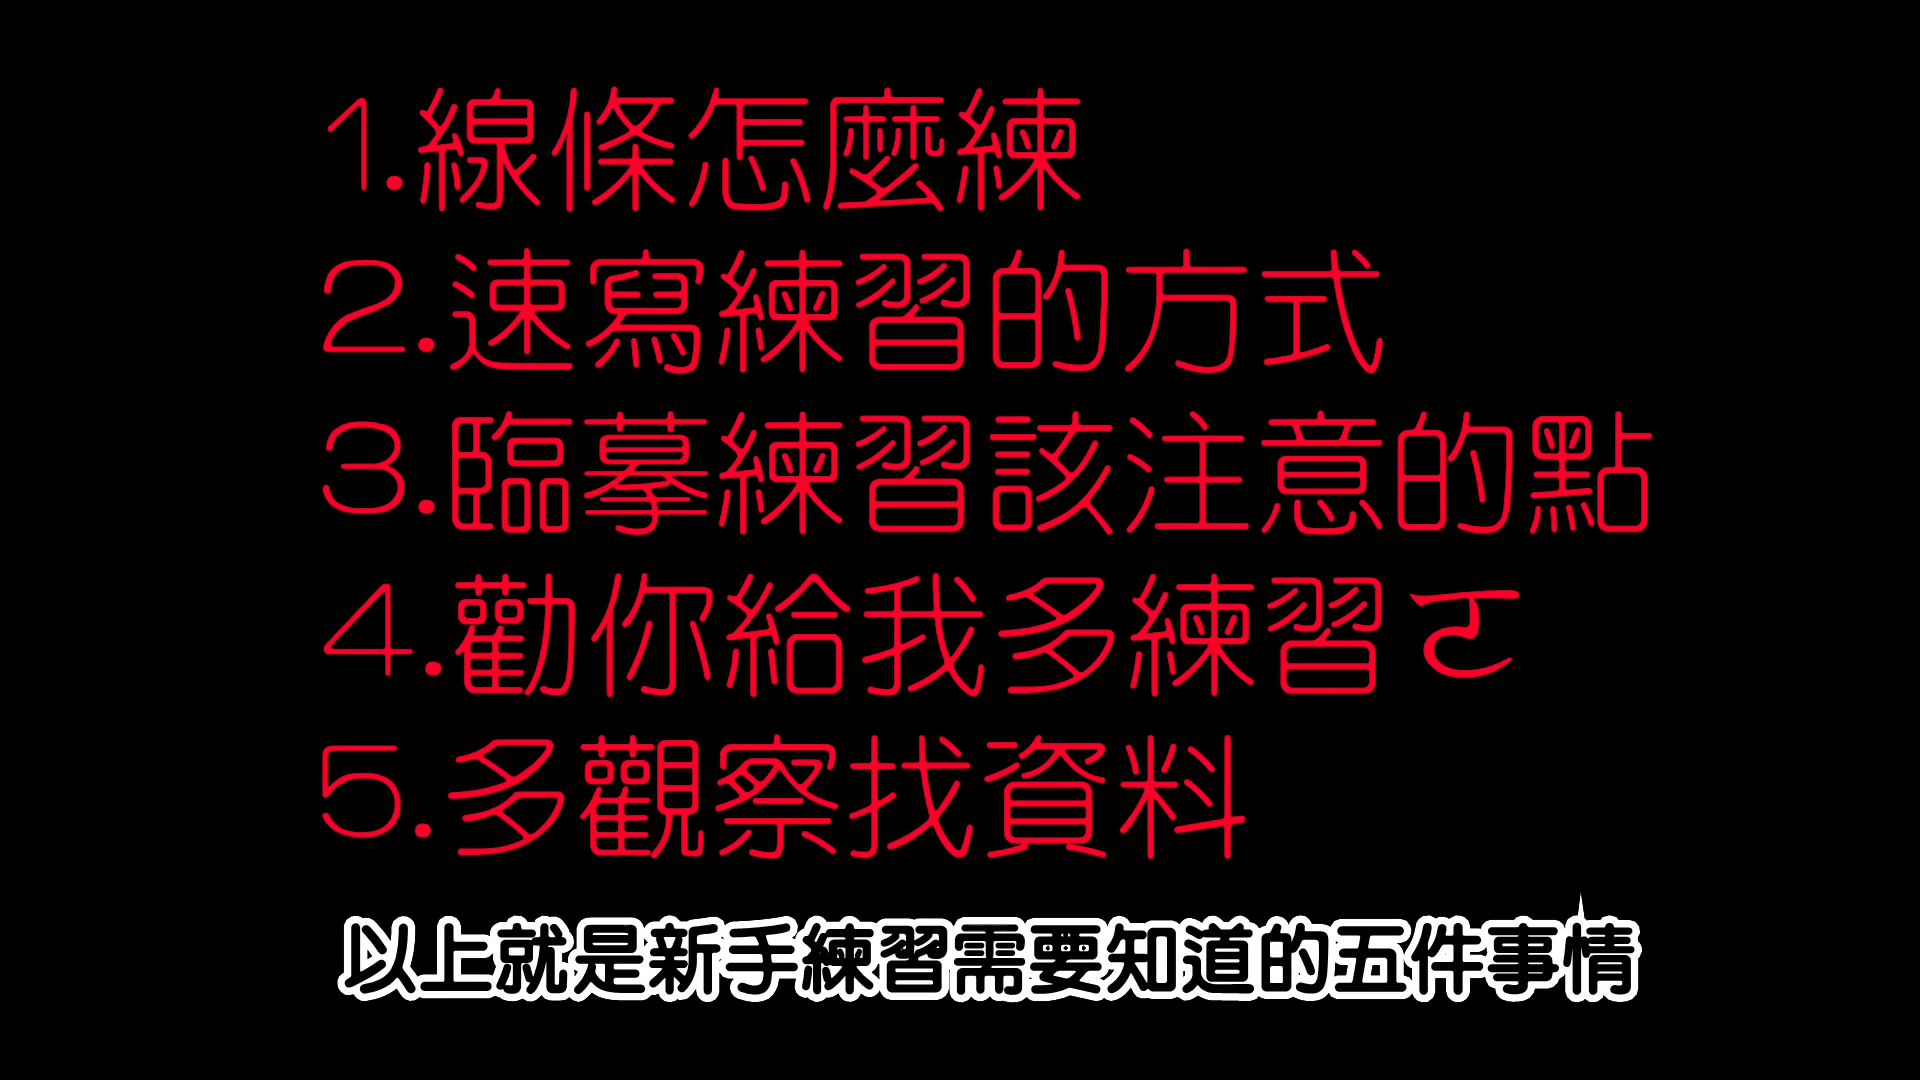 1.線條怎麼練
2.速寫練習的方式
3.臨摹練習該注意的點
4.勸你給我多練習ㄛ
5.多觀察找資料
以上就是新手練習需要知道的五件事情